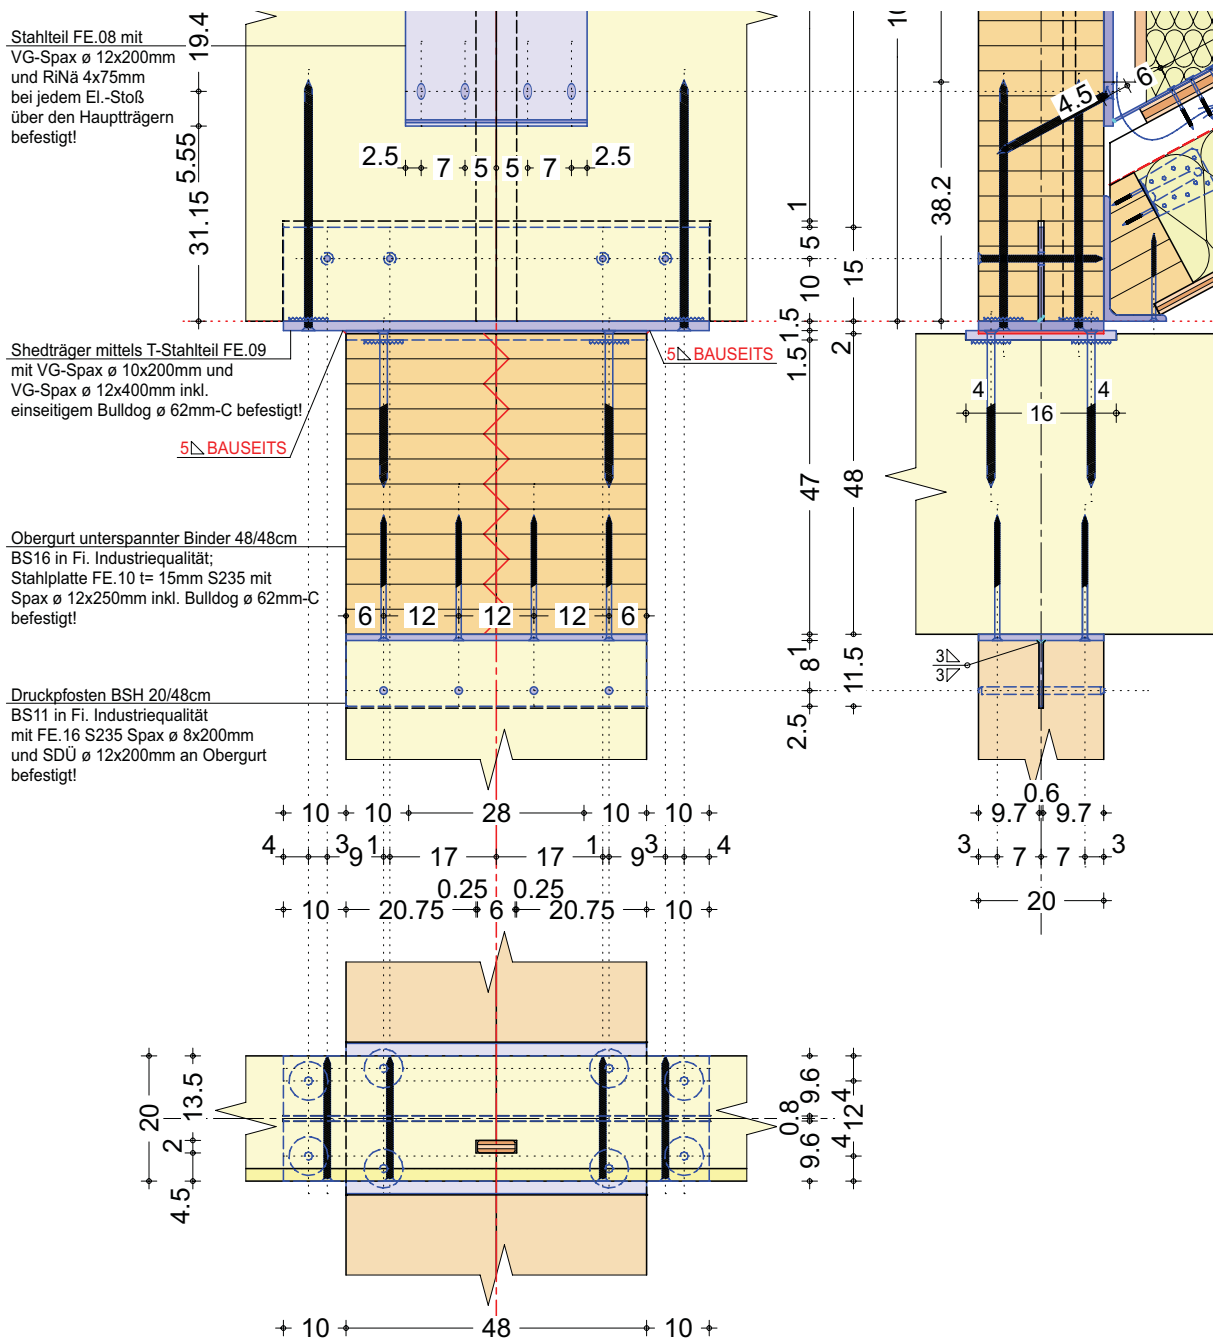 Stahlteil FE.08 mit
VG-Spax ø 12x200mm
und RiNä 4x75mm
bei jedem El.-Stoß
über den Hauptträgern
befestigt!
19.4
5.55
31.15
2.5 7 5 5 7 2.5
1
5
10
15
1.5
1.5
2
47
48
1
8
11.5
2.5
38.2
4.5
6
Shedträger mittels T-Stahlteil FE.09
mit VG-Spax ø 10x200mm und
VG-Spax ø 12x400mm inkl.
einseitigem Bulldog ø 62mm-C befestigt!
5 BAUSEITS
5 BAUSEITS
4 4
16
Obergurt unterspannter Binder 48/48cm
BS16 in Fi. Industriequalität;
Stahlplatte FE.10 t= 15mm S235 mit
Spax ø 12x250mm inkl. Bulldog ø 62mm-C
befestigt!
6 12 12 12 6
3
3
Druckpfosten BSH 20/48cm
BS11 in Fi. Industriequalität
mit FE.16 S235 Spax ø 8x200mm
und SDÜ ø 12x200mm an Obergurt
befestigt!
10 10 28 10 10
4 3 9 1 17 17 1 9 3 4
0.25 0.25
10 20.75 6 20.75 10
0.6
9.7 9.7
3 7 7 3
20
20
13.5
2
4.5
9.6
0.8
9.6
4
12
4
10 48 10